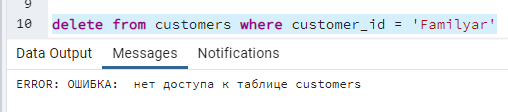 9
10 delete from customers where customer_id = 'Familyar'
Data Output Messages Notifications
ERROR: ОШИБКА: нет доступа к таблице customers